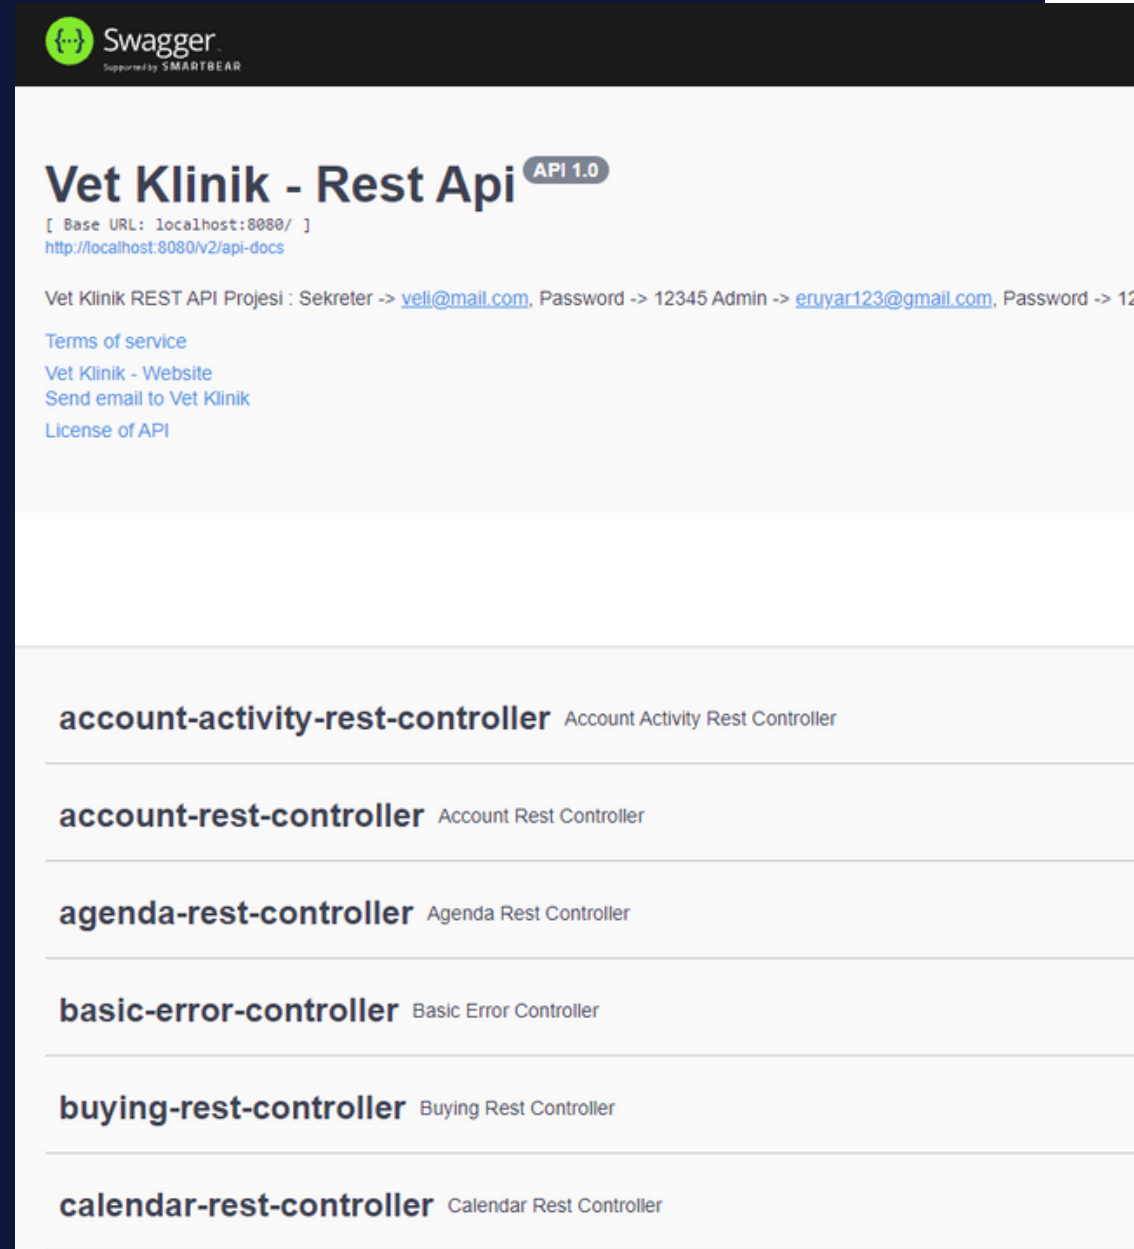 {···} Swagger.
Supported by SMARTBEAR
Vet Klinik - Rest Api API 1.0
[ Base URL: localhost:8080/ ]
http://localhost:8080/v2/api-docs
Vet Klinik REST API Projesi : Sekreter -> veli@mail.com, Password -> 12345 Admin -> eruyar123@gmail.com, Password -> 12
Terms of service
Vet Klinik - Website
Send email to Vet Klinik
License of API
account-activity-rest-controller Account Activity Rest Controller
account-rest-controller Account Rest Controller
agenda-rest-controller Agenda Rest Controller
basic-error-controller Basic Error Controller
buying-rest-controller Buying Rest Controller
calendar-rest-controller Calendar Rest Controller